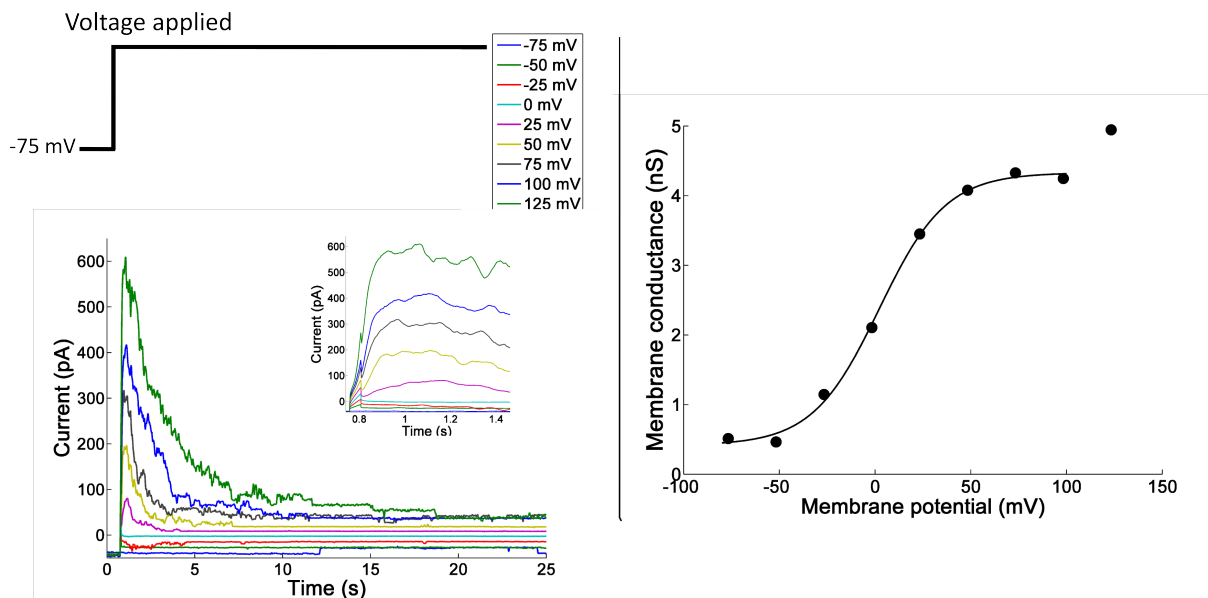 Voltage applied
-75 mV
-75 mV
-50 mV
-25 mV
0 mV
25 mV
50 mV
75 mV
100 mV
125 mV
Current (pA)
600
500
400
300
200
100
0
0
5
10
15
20
25
Time (s)
Current (pA)
600
500
400
300
200
100
0
0.8
1
1.2
1.4
Time (s)
Membrane conductance (nS)
5
4
3
2
1
0
-100
-50
0
50
100
150
Membrane potential (mV)